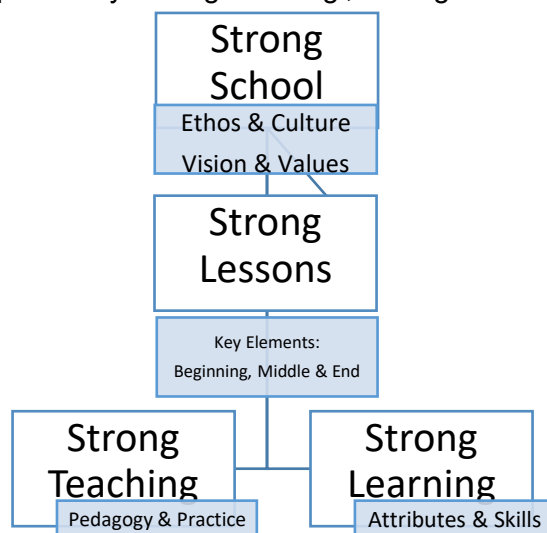 Strong
School
Ethos & Culture
Vision & Values
Strong
Lessons
Key Elements:
Beginning, Middle & End
Strong
Teaching
Pedagogy & Practice
Strong
Learning
Attributes & Skills